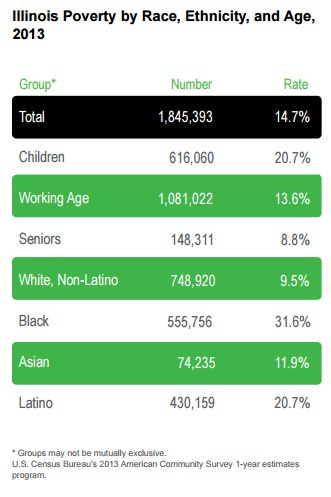 Illinois Poverty by Race, Ethnicity, and Age,
2013
Group* Number Rate
Total 1,845,393 14.7%
Children 616,060 20.7%
Working Age 1,081,022 13.6%
Seniors 148,311 8.8%
White, Non-Latino 748,920 9.5%
Black 555,756 31.6%
Asian 74,235 11.9%
Latino 430,159 20.7%
* Groups may not be mutually exclusive.
U.S. Census Bureau's 2013 American Community Survey 1-year estimates
program.